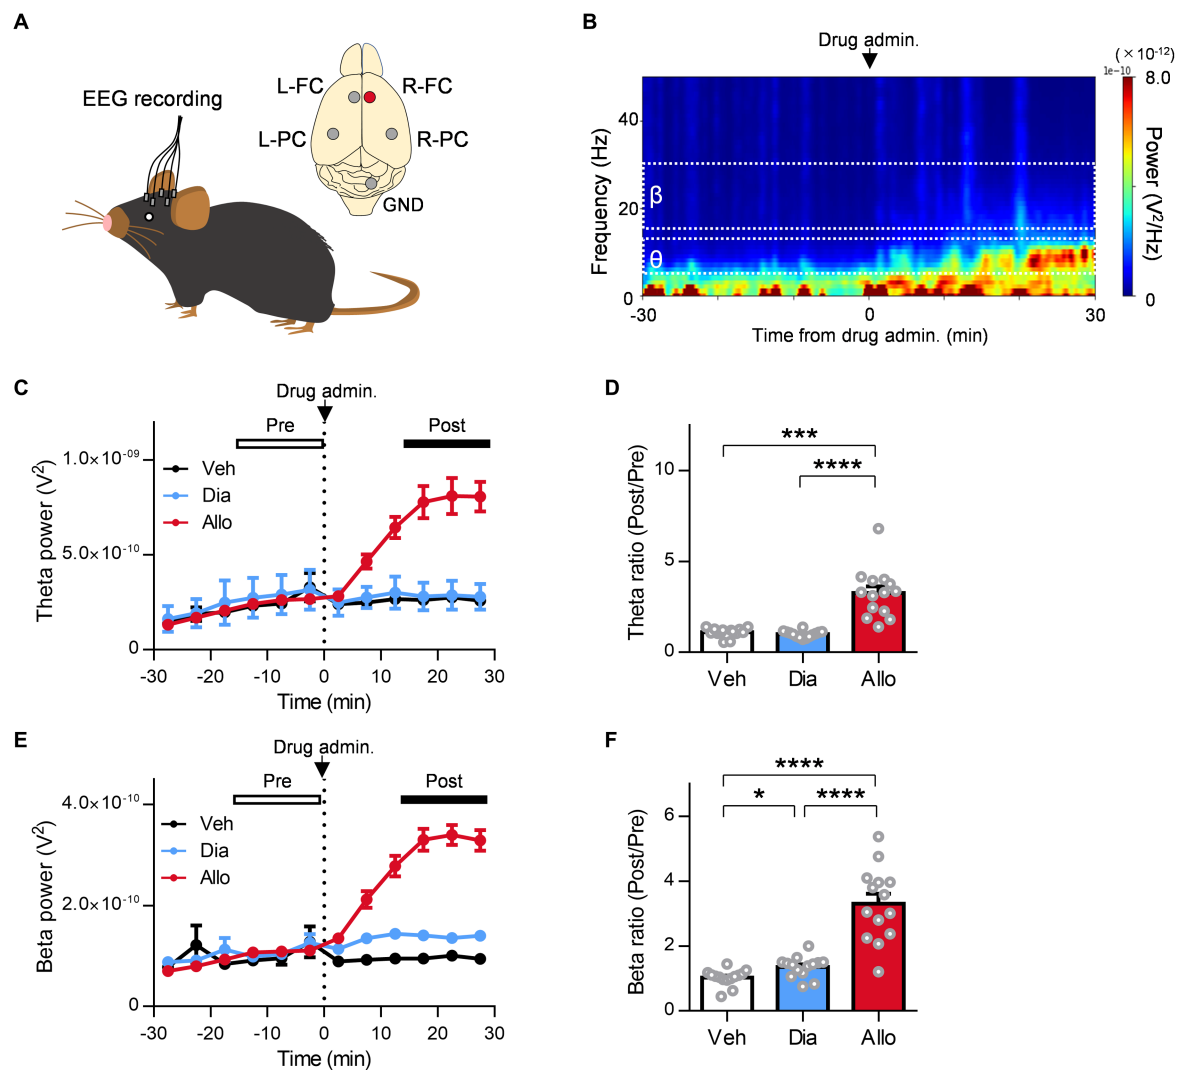 A
EEG recording
L-FC
R-FC
L-PC
R-PC
GND
B
Drug admin.
(×10-12)
1e-10
8.0
40
β
20
θ
0
0
Frequency (Hz)
Power (V2/Hz)
-30
0
30
Time from drug admin. (min)
C
Drug admin.
Pre
Post
1.0×10-09
Veh
Dia
Allo
5.0×10-10
0
Theta power (V2)
-30
-20
-10
0
10
20
30
Time (min)
D
***
****
10
5
0
Theta ratio (Post/Pre)
Veh
Dia
Allo
E
Drug admin.
Pre
Post
4.0×10-10
Veh
Dia
Allo
2.0×10-10
0
Beta power (V2)
-30
-20
-10
0
10
20
30
Time (min)
F
****
*
****
6
4
2
0
Beta ratio (Post/Pre)
Veh
Dia
Allo